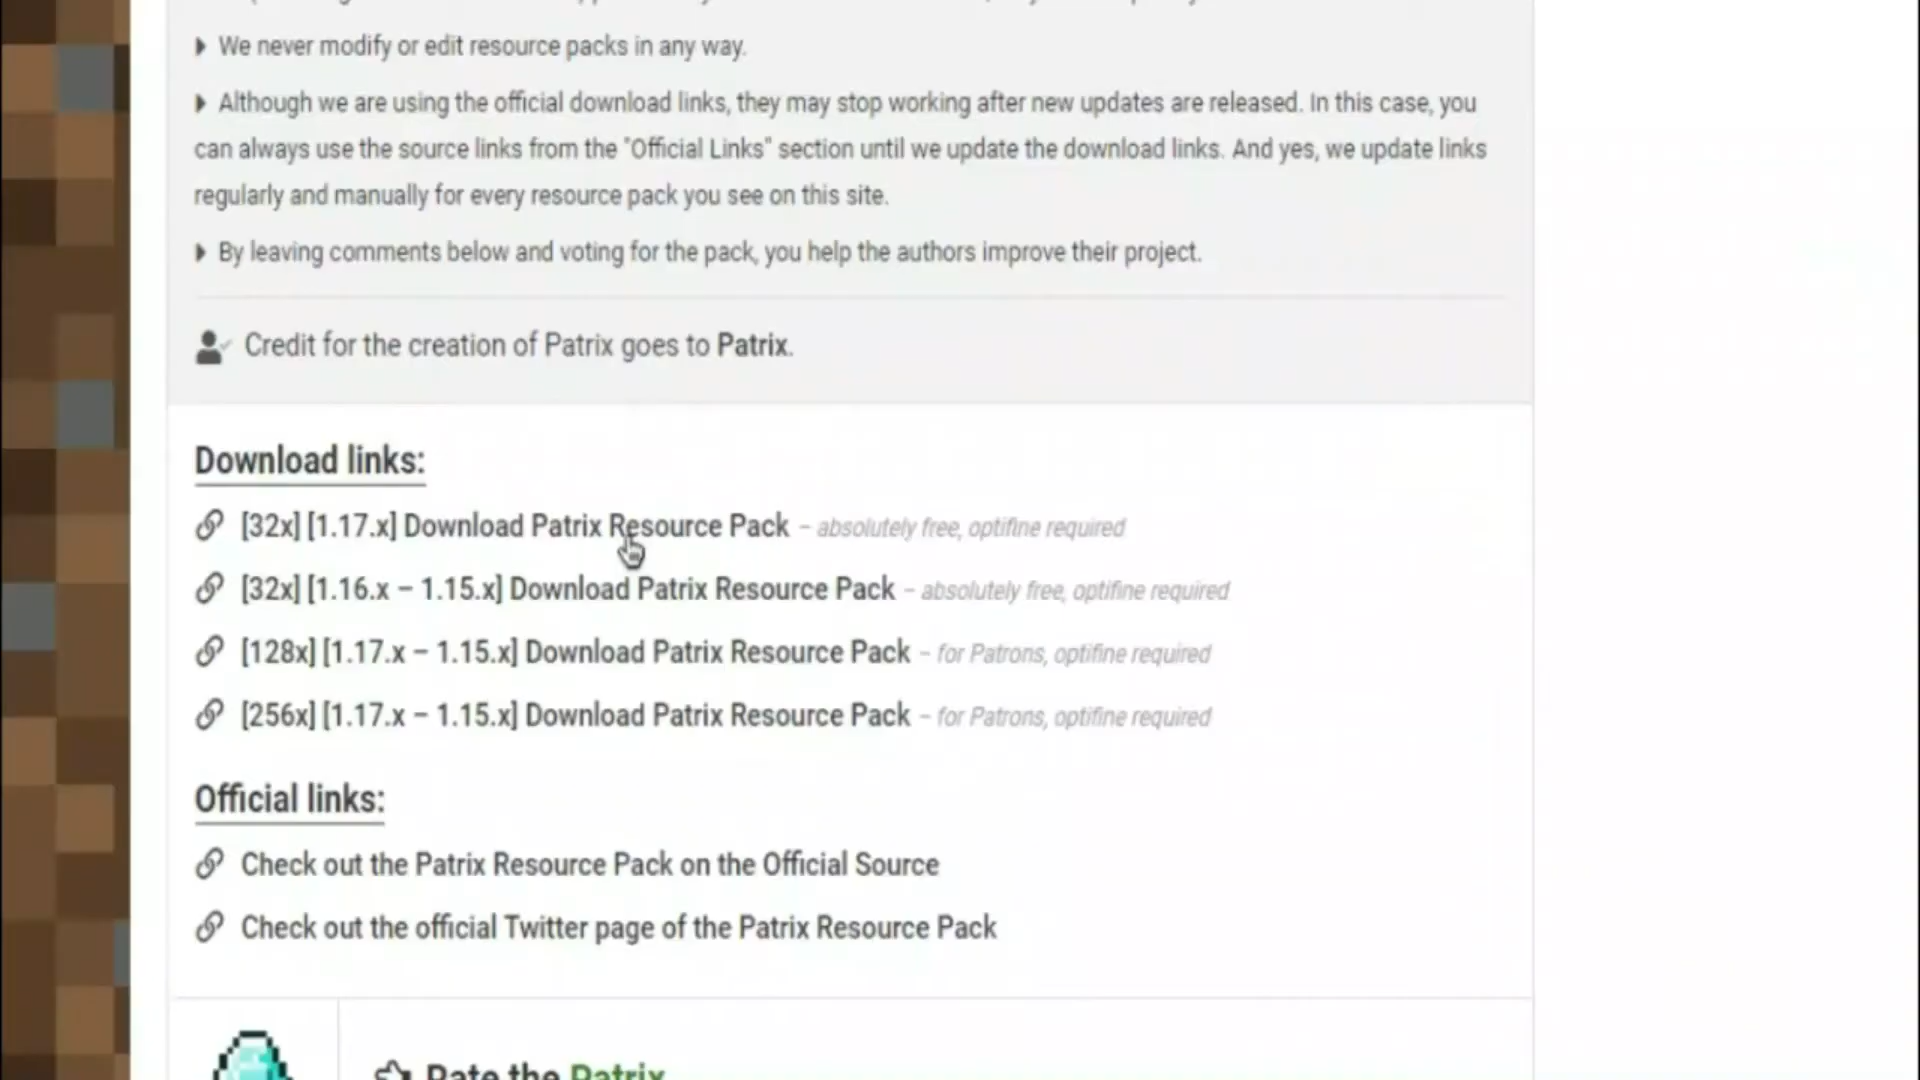 We never modify or edit resource packs in any way.
Although we are using the official download links, they may stop working after new updates are released. In this case, you
can always use the source links from the "Official Links" section until we update the download links. And yes, we update links
regularly and manually for every resource pack you see on this site.
By leaving comments below and voting for the pack, you help the authors improve their project.
Credit for the creation of Patrix goes to Patrix.
Download links:
[32x] [1.17.x] Download Patrix Resource Pack – absolutely free, optifine required
[32x] [1.16.x – 1.15.x] Download Patrix Resource Pack – absolutely free, optifine required
[128x] [1.17.x – 1.15.x] Download Patrix Resource Pack – for Patrons, optifine required
[256x] [1.17.x – 1.15.x] Download Patrix Resource Pack – for Patrons, optifine required
Official links:
Check out the Patrix Resource Pack on the Official Source
Check out the official Twitter page of the Patrix Resource Pack
Rate the Patrix